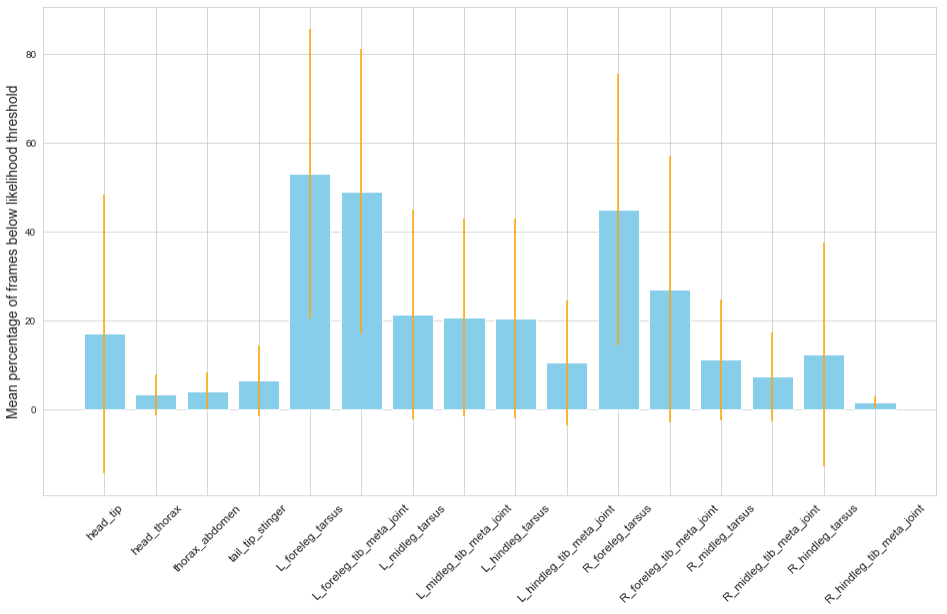 Mean percentage of frames below likelihood threshold
80
60
40
20
0
head_tip
head_thorax
thorax_abdomen
tail_tip_stinger
L_foreleg_tarsus
L_foreleg_tib_meta_joint
L_midleg_tarsus
L_midleg_tib_meta_joint
L_hindleg_tarsus
L_hindleg_tib_meta_joint
R_foreleg_tarsus
R_foreleg_tib_meta_joint
R_midleg_tarsus
R_midleg_tib_meta_joint
R_hindleg_tarsus
R_hindleg_tib_meta_joint